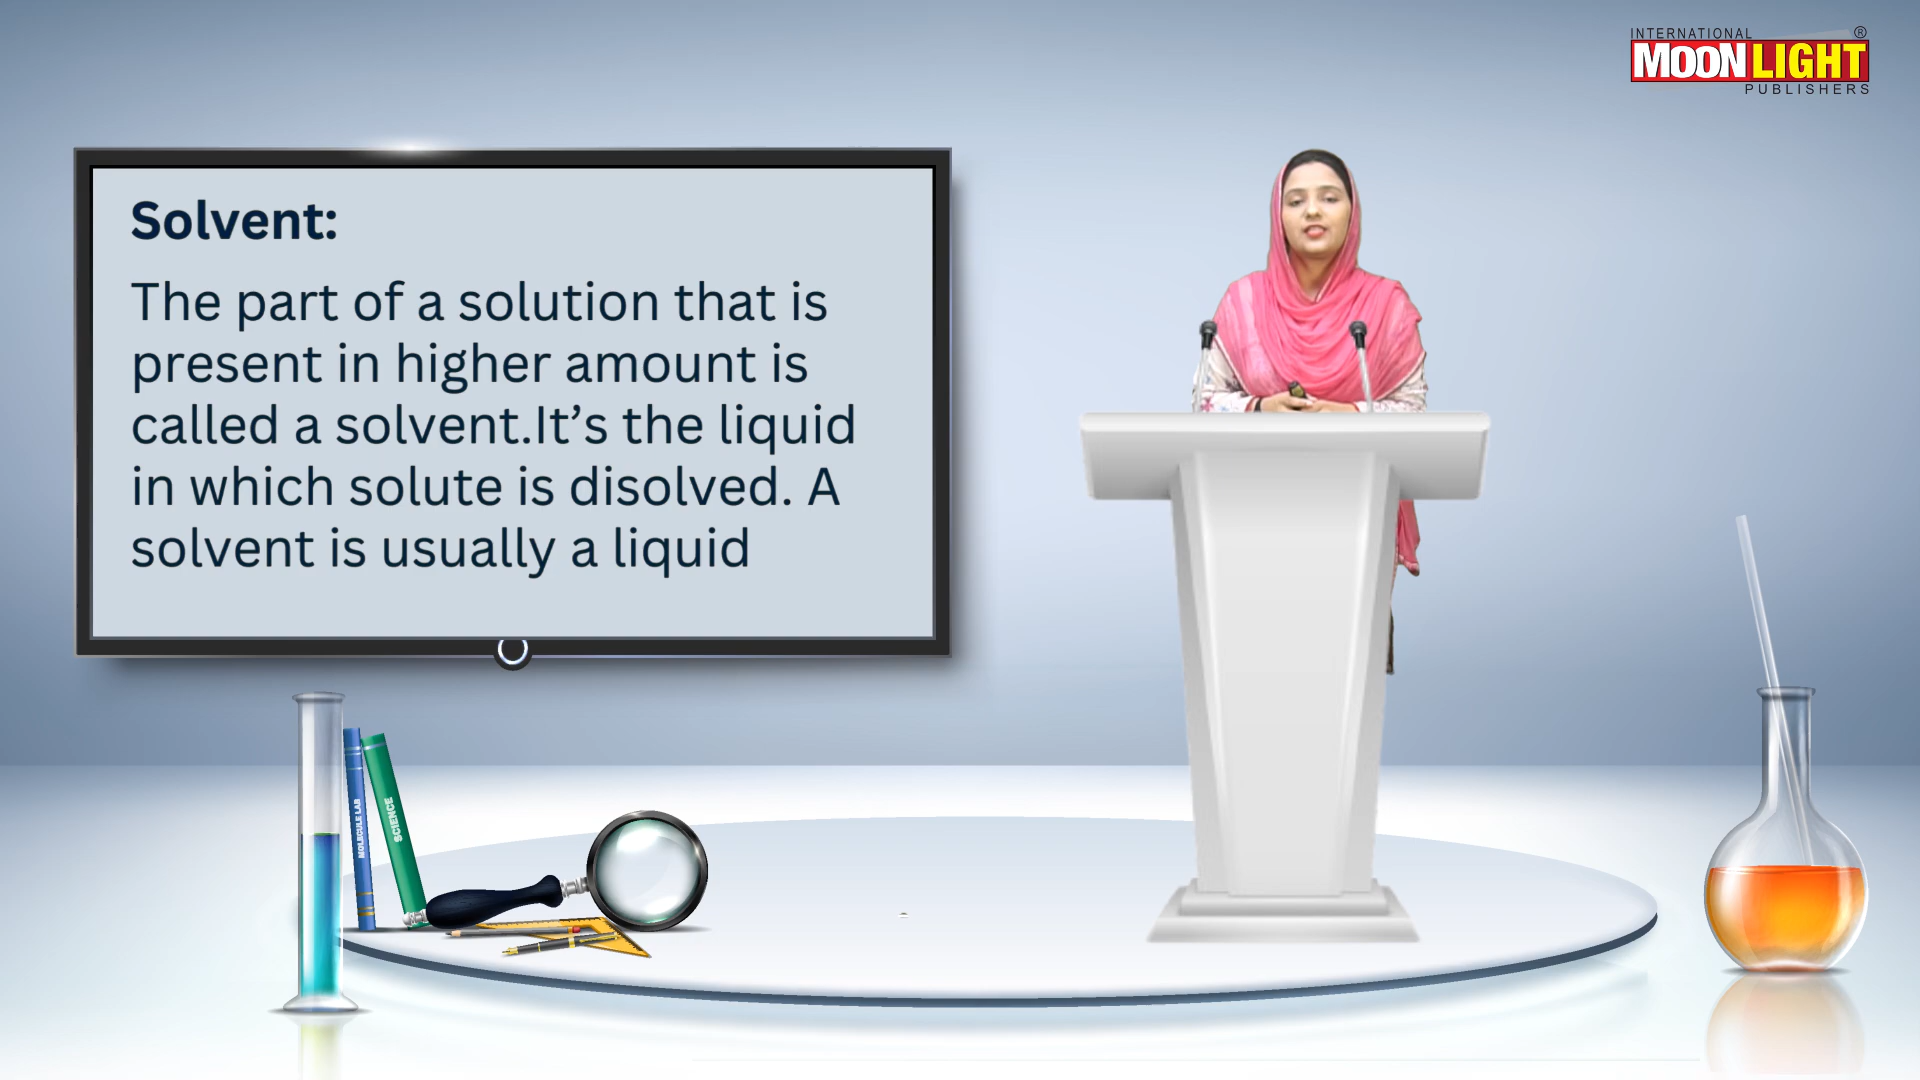 INTERNATIONAL ®
MOON LIGHT
PUBLISHERS
Solvent:
The part of a solution that is
present in higher amount is
called a solvent.It’s the liquid
in which solute is disolved. A
solvent is usually a liquid
MOLECULE LAB
SCIENCE